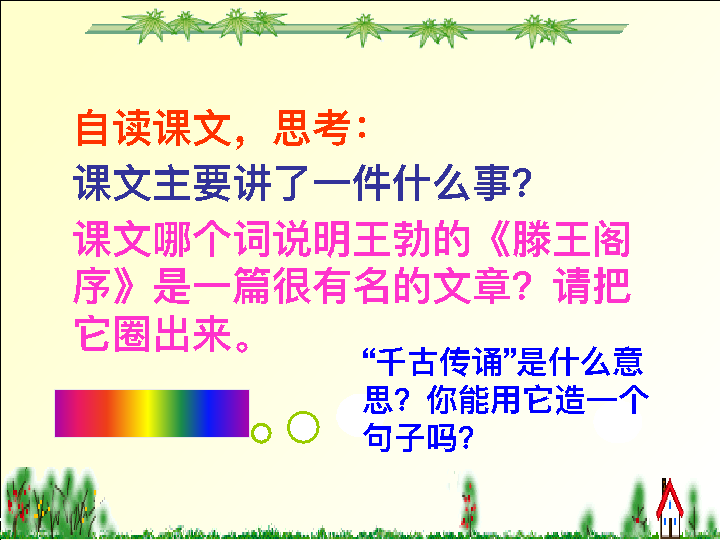 自读课文，思考：
课文主要讲了一件什么事？
课文哪个词说明王勃的《滕王阁
序》是一篇很有名的文章？请把
它圈出来。
“千古传诵”是什么意
思？你能用它造一个
句子吗？